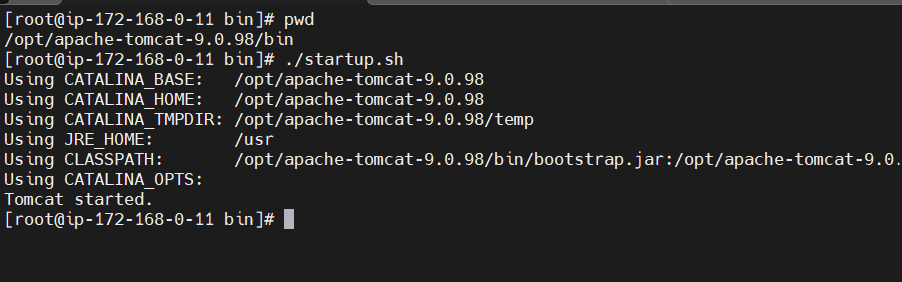 [root@ip-172-168-0-11 bin]# pwd
/opt/apache-tomcat-9.0.98/bin
[root@ip-172-168-0-11 bin]# ./startup.sh
Using CATALINA_BASE:   /opt/apache-tomcat-9.0.98
Using CATALINA_HOME:   /opt/apache-tomcat-9.0.98
Using CATALINA_TMPDIR: /opt/apache-tomcat-9.0.98/temp
Using JRE_HOME:        /usr
Using CLASSPATH:       /opt/apache-tomcat-9.0.98/bin/bootstrap.jar:/opt/apache-tomcat-9.0.
Using CATALINA_OPTS:
Tomcat started.
[root@ip-172-168-0-11 bin]#